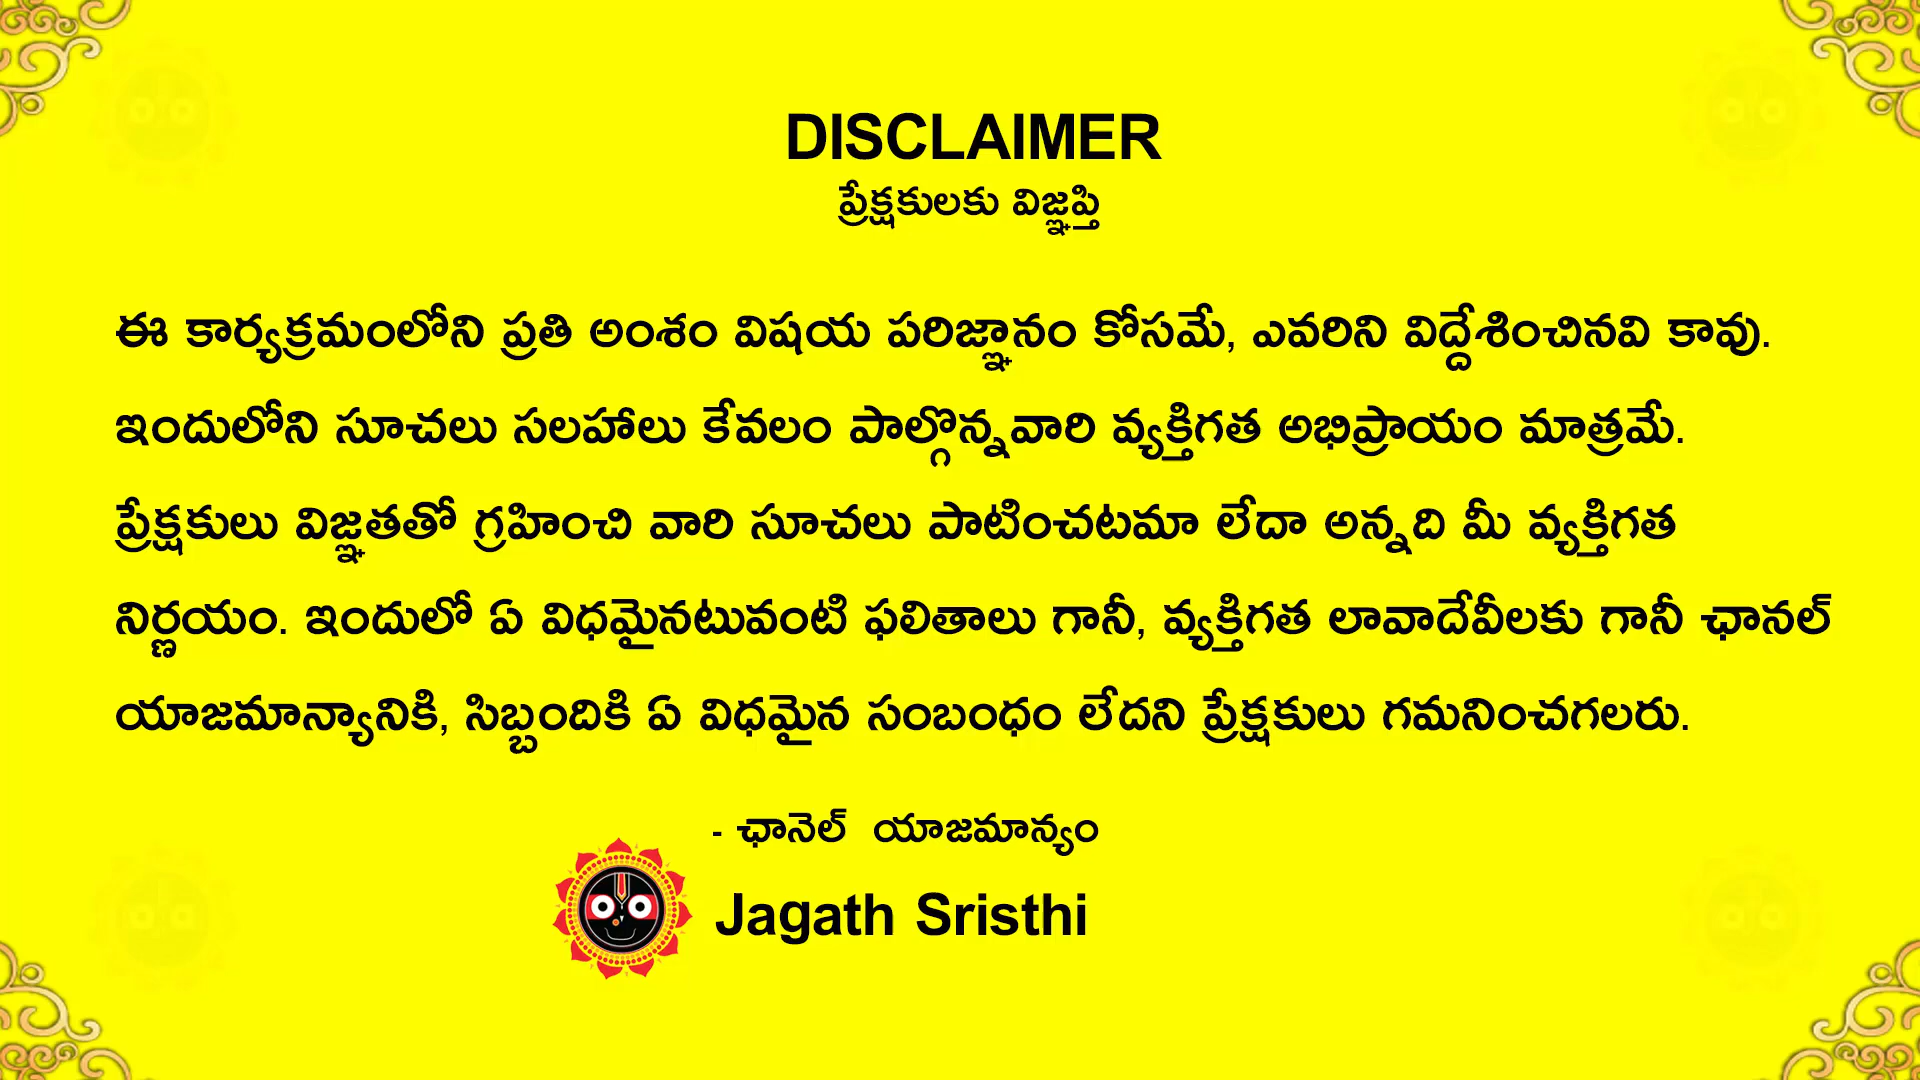 DISCLAIMER
ప్రేక్షకులకు విజ్ఞప్తి
ఈ కార్యక్రమంలోని ప్రతి అంశం విషయ పరిజ్ఞానం కోసమే, ఎవరిని విద్దేశించినవి కావు.
ఇందులోని సూచలు సలహాలు కేవలం పాల్గొన్నవారి వ్యక్తిగత అభిప్రాయం మాత్రమే.
ప్రేక్షకులు విజ్ఞతతో గ్రహించి వారి సూచలు పాటించటమా లేదా అన్నది మీ వ్యక్తిగత
నిర్ణయం. ఇందులో ఏ విధమైనటువంటి ఫలితాలు గానీ, వ్యక్తిగత లావాదేవీలకు గానీ ఛానల్
యాజమాన్యానికి, సిబ్బందికి ఏ విధమైన సంబంధం లేదని ప్రేక్షకులు గమనించగలరు.
- ఛానెల్ యాజమాన్యం
Jagath Sristhi